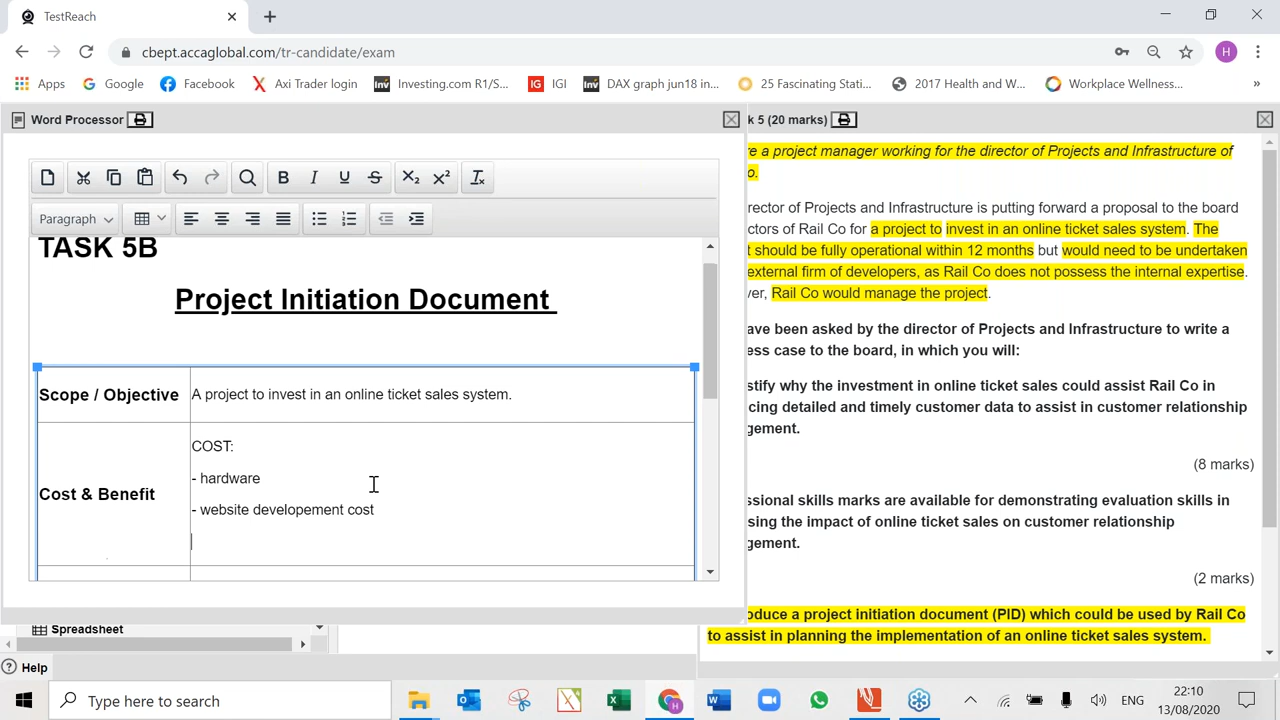 TestReach
cbept.accaglobal.com/tr-candidate/exam
H
Apps
Google
Facebook
Axi Trader login
Investing.com R1/S...
IGI
DAX graph jun18 in...
25 Fascinating Stati...
2017 Health and W...
Workplace Wellness...
»
Word Processor
k 5 (20 marks)
Paragraph
TASK 5B
Project Initiation Document
Scope / Objective
A project to invest in an online ticket sales system.
Cost & Benefit
COST:
- hardware
- website developement cost
re a project manager working for the director of Projects and Infrastructure of
o.
rector of Projects and Infrastructure is putting forward a proposal to the board
ctors of Rail Co for a project to invest in an online ticket sales system. The
t should be fully operational within 12 months but would need to be undertaken
external firm of developers, as Rail Co does not possess the internal expertise.
ver, Rail Co would manage the project.
ave been asked by the director of Projects and Infrastructure to write a
ess case to the board, in which you will:
stify why the investment in online ticket sales could assist Rail Co in
cing detailed and timely customer data to assist in customer relationship
gement.
(8 marks)
ssional skills marks are available for demonstrating evaluation skills in
sing the impact of online ticket sales on customer relationship
gement.
(2 marks)
oduce a project initiation document (PID) which could be used by Rail Co
to assist in planning the implementation of an online ticket sales system.
Spreadsheet
Help
Type here to search
ENG
22:10
13/08/2020